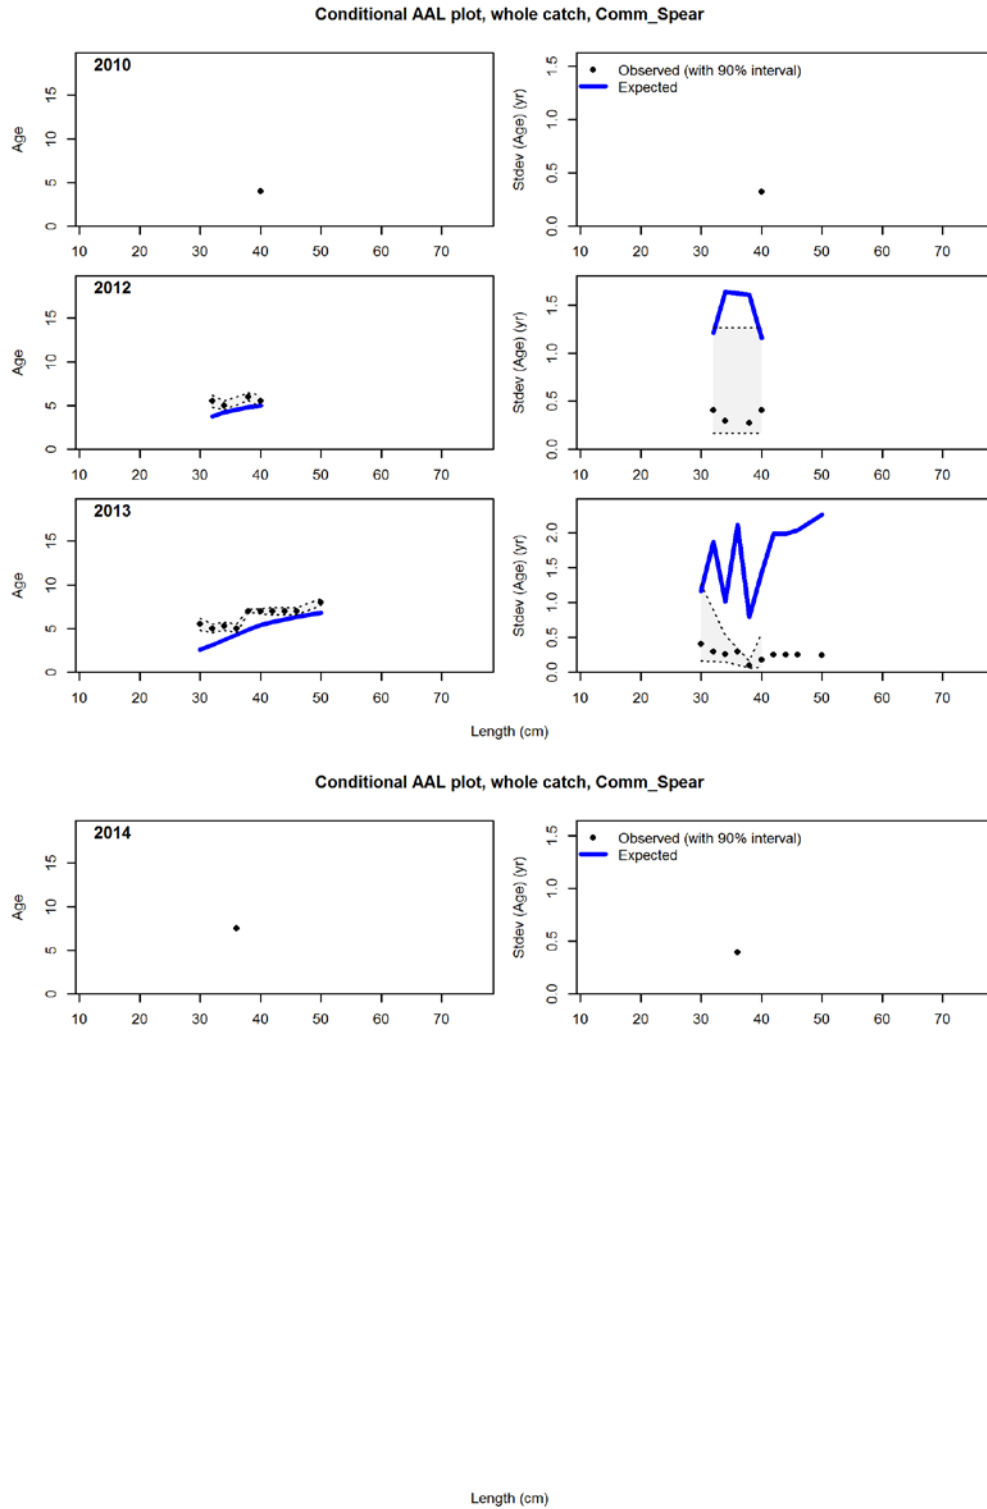 Conditional AAL plot, whole catch, Comm_Spear
2010
Age
0 5 10 15
10 20 30 40 50 60 70
Observed (with 90% interval)
Expected
Stdev (Age) (yr)
0.0 0.5 1.0 1.5
10 20 30 40 50 60 70
2012
Age
0 5 10 15
10 20 30 40 50 60 70
Stdev (Age) (yr)
0.0 0.5 1.0 1.5
10 20 30 40 50 60 70
2013
Age
0 5 10 15
10 20 30 40 50 60 70
Stdev (Age) (yr)
0.0 0.5 1.0 1.5 2.0
10 20 30 40 50 60 70
Length (cm)
Conditional AAL plot, whole catch, Comm_Spear
2014
Age
0 5 10 15
10 20 30 40 50 60 70
Observed (with 90% interval)
Expected
Stdev (Age) (yr)
0.0 0.5 1.0 1.5
10 20 30 40 50 60 70
Length (cm)